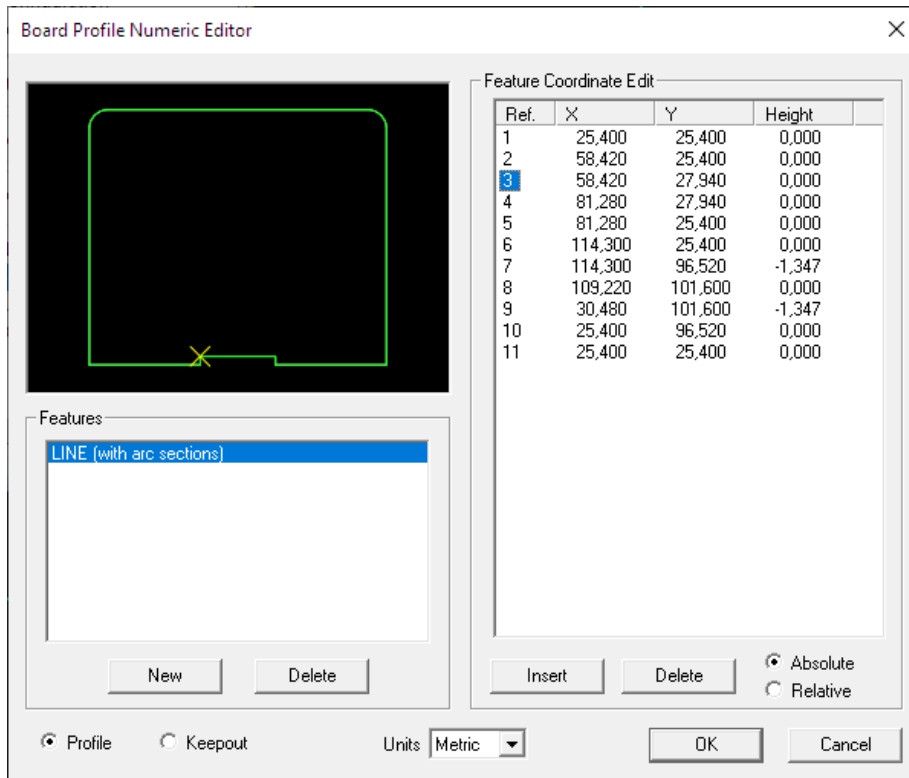 Board Profile Numeric Editor
Feature Coordinate Edit
Ref. X Y Height
1 25,400 25,400 0,000
2 58,420 25,400 0,000
3 58,420 27,940 0,000
4 81,280 27,940 0,000
5 81,280 25,400 0,000
6 114,300 25,400 0,000
7 114,300 96,520 -1,347
8 109,220 101,600 0,000
9 30,480 101,600 -1,347
10 25,400 96,520 0,000
11 25,400 25,400 0,000
Features
LINE (with arc sections)
New Delete
Insert Delete
Absolute
Relative
Profile Keepout Units Metric OK Cancel